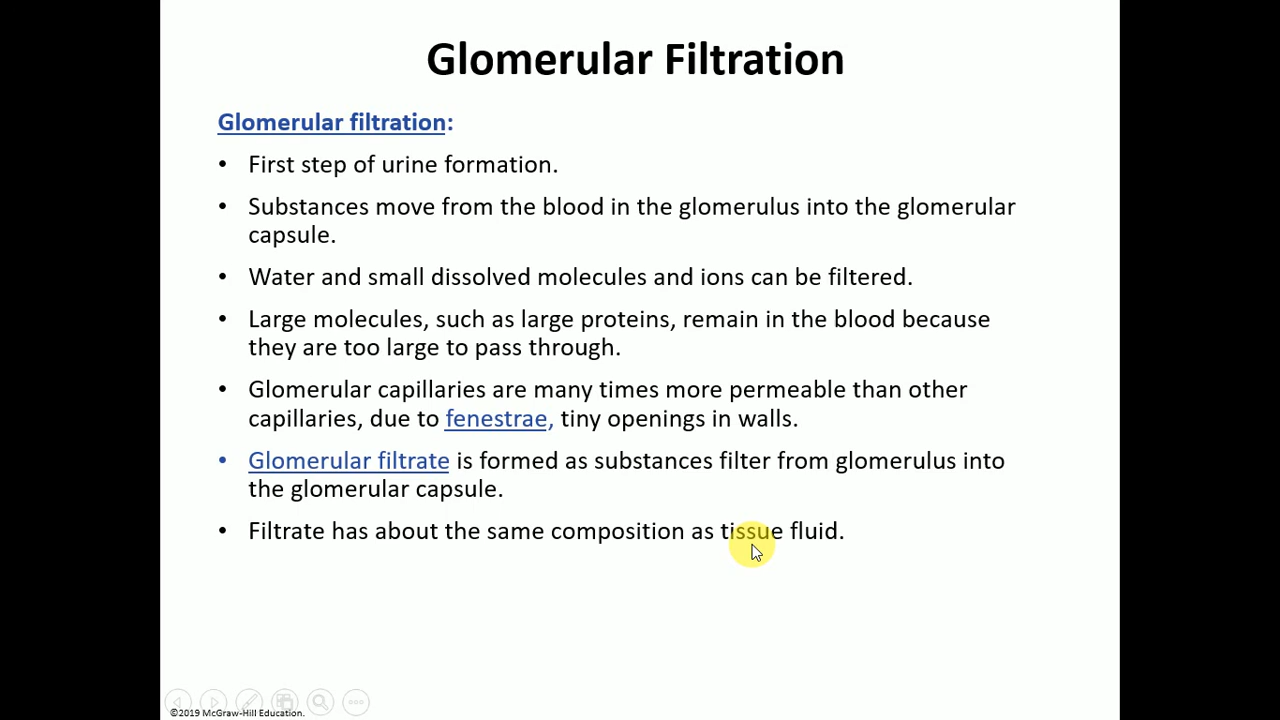 Glomerular Filtration
Glomerular filtration:
• First step of urine formation.
• Substances move from the blood in the glomerulus into the glomerular
capsule.
• Water and small dissolved molecules and ions can be filtered.
• Large molecules, such as large proteins, remain in the blood because
they are too large to pass through.
• Glomerular capillaries are many times more permeable than other
capillaries, due to fenestrae, tiny openings in walls.
• Glomerular filtrate is formed as substances filter from glomerulus into
the glomerular capsule.
• Filtrate has about the same composition as tissue fluid.
©2019 McGraw-Hill Education.